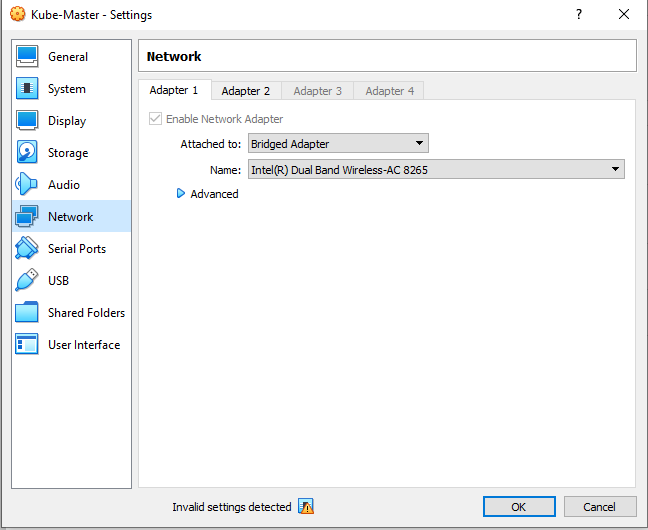 Kube-Master - Settings
?
General
System
Display
Storage
Audio
Network
Serial Ports
USB
Shared Folders
User Interface
Network
Adapter 1 Adapter 2 Adapter 3 Adapter 4
Enable Network Adapter
Attached to: Bridged Adapter
Name: Intel(R) Dual Band Wireless-AC 8265
Advanced
Invalid settings detected
OK Cancel